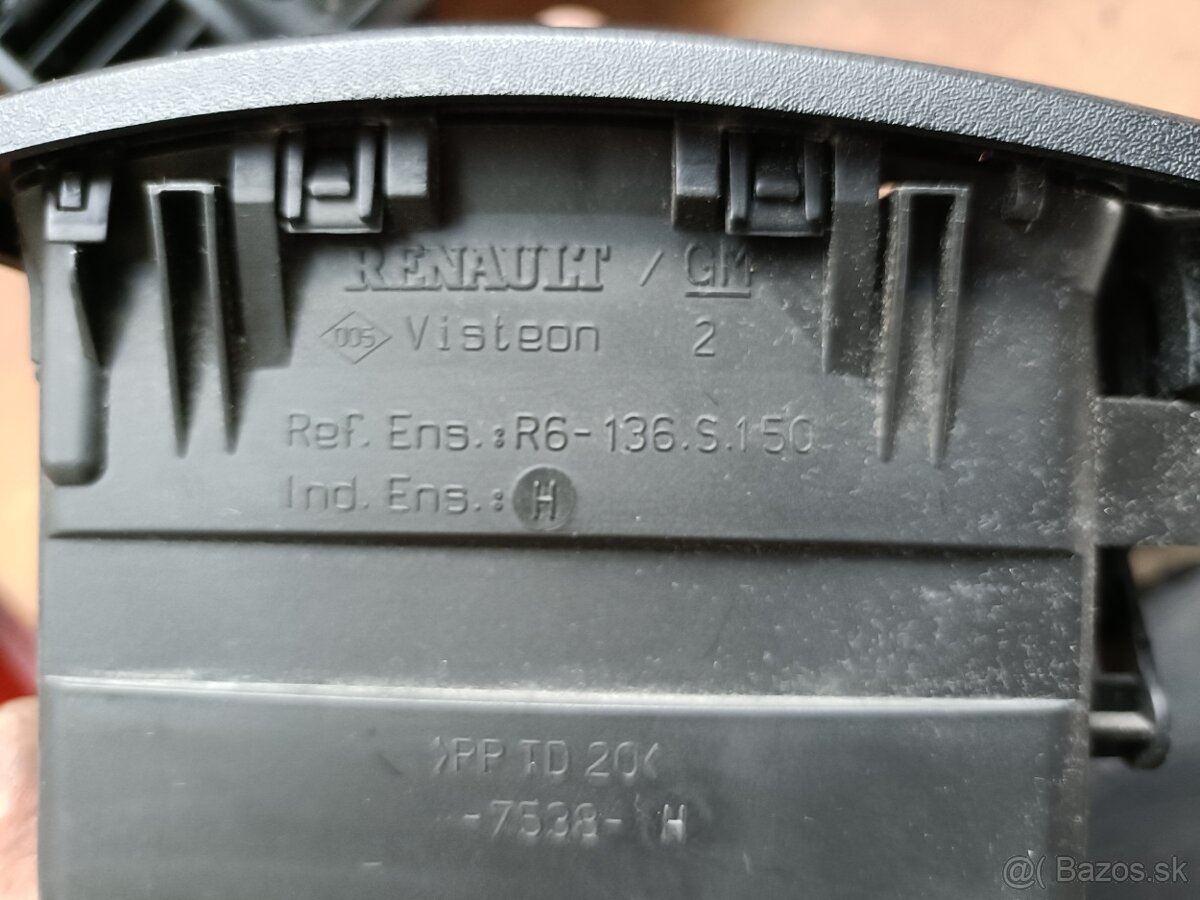 RENAULT / GM
005 Visteon 2
Ref. Ens.: R6-136.S.150
Ind. Ens.: H
>PP TD 20<
-7538- H
@( Bazos.sk